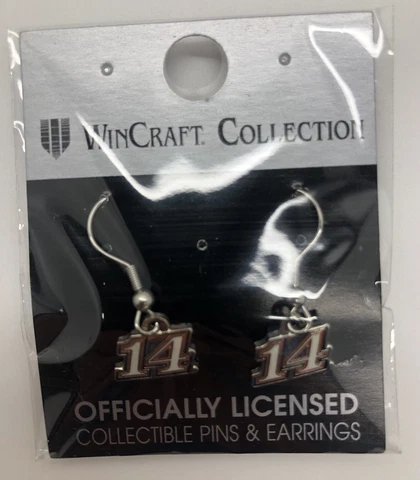 WINCRAFT COLLECTION
14 14
OFFICIALLY LICENSED
COLLECTIBLE PINS & EARRINGS